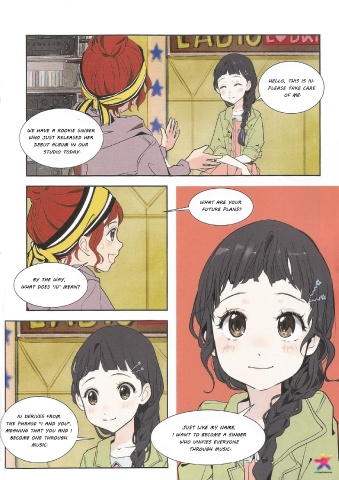 LADIO LOVE
HELLO, THIS IS IU.
PLEASE TAKE CARE
OF ME.
WE HAVE A ROOKIE SINGER
WHO JUST RELEASED HER
DEBUT ALBUM IN OUR
STUDIO TODAY.
WHAT ARE YOUR
FUTURE PLANS?
BY THE WAY,
WHAT DOES 'IU' MEAN?
IU DERIVES FROM
THE PHRASE "I AND YOU",
MEANING THAT YOU AND I
BECOME ONE THROUGH
MUSIC.
JUST LIKE MY NAME,
I WANT TO BECOME A SINGER
WHO UNIFIES EVERYONE
THROUGH MUSIC.